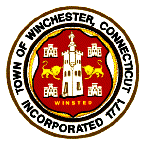 TOWN OF WINCHESTER, CONNECTICUT
WINSTED
INCORPORATED 1771